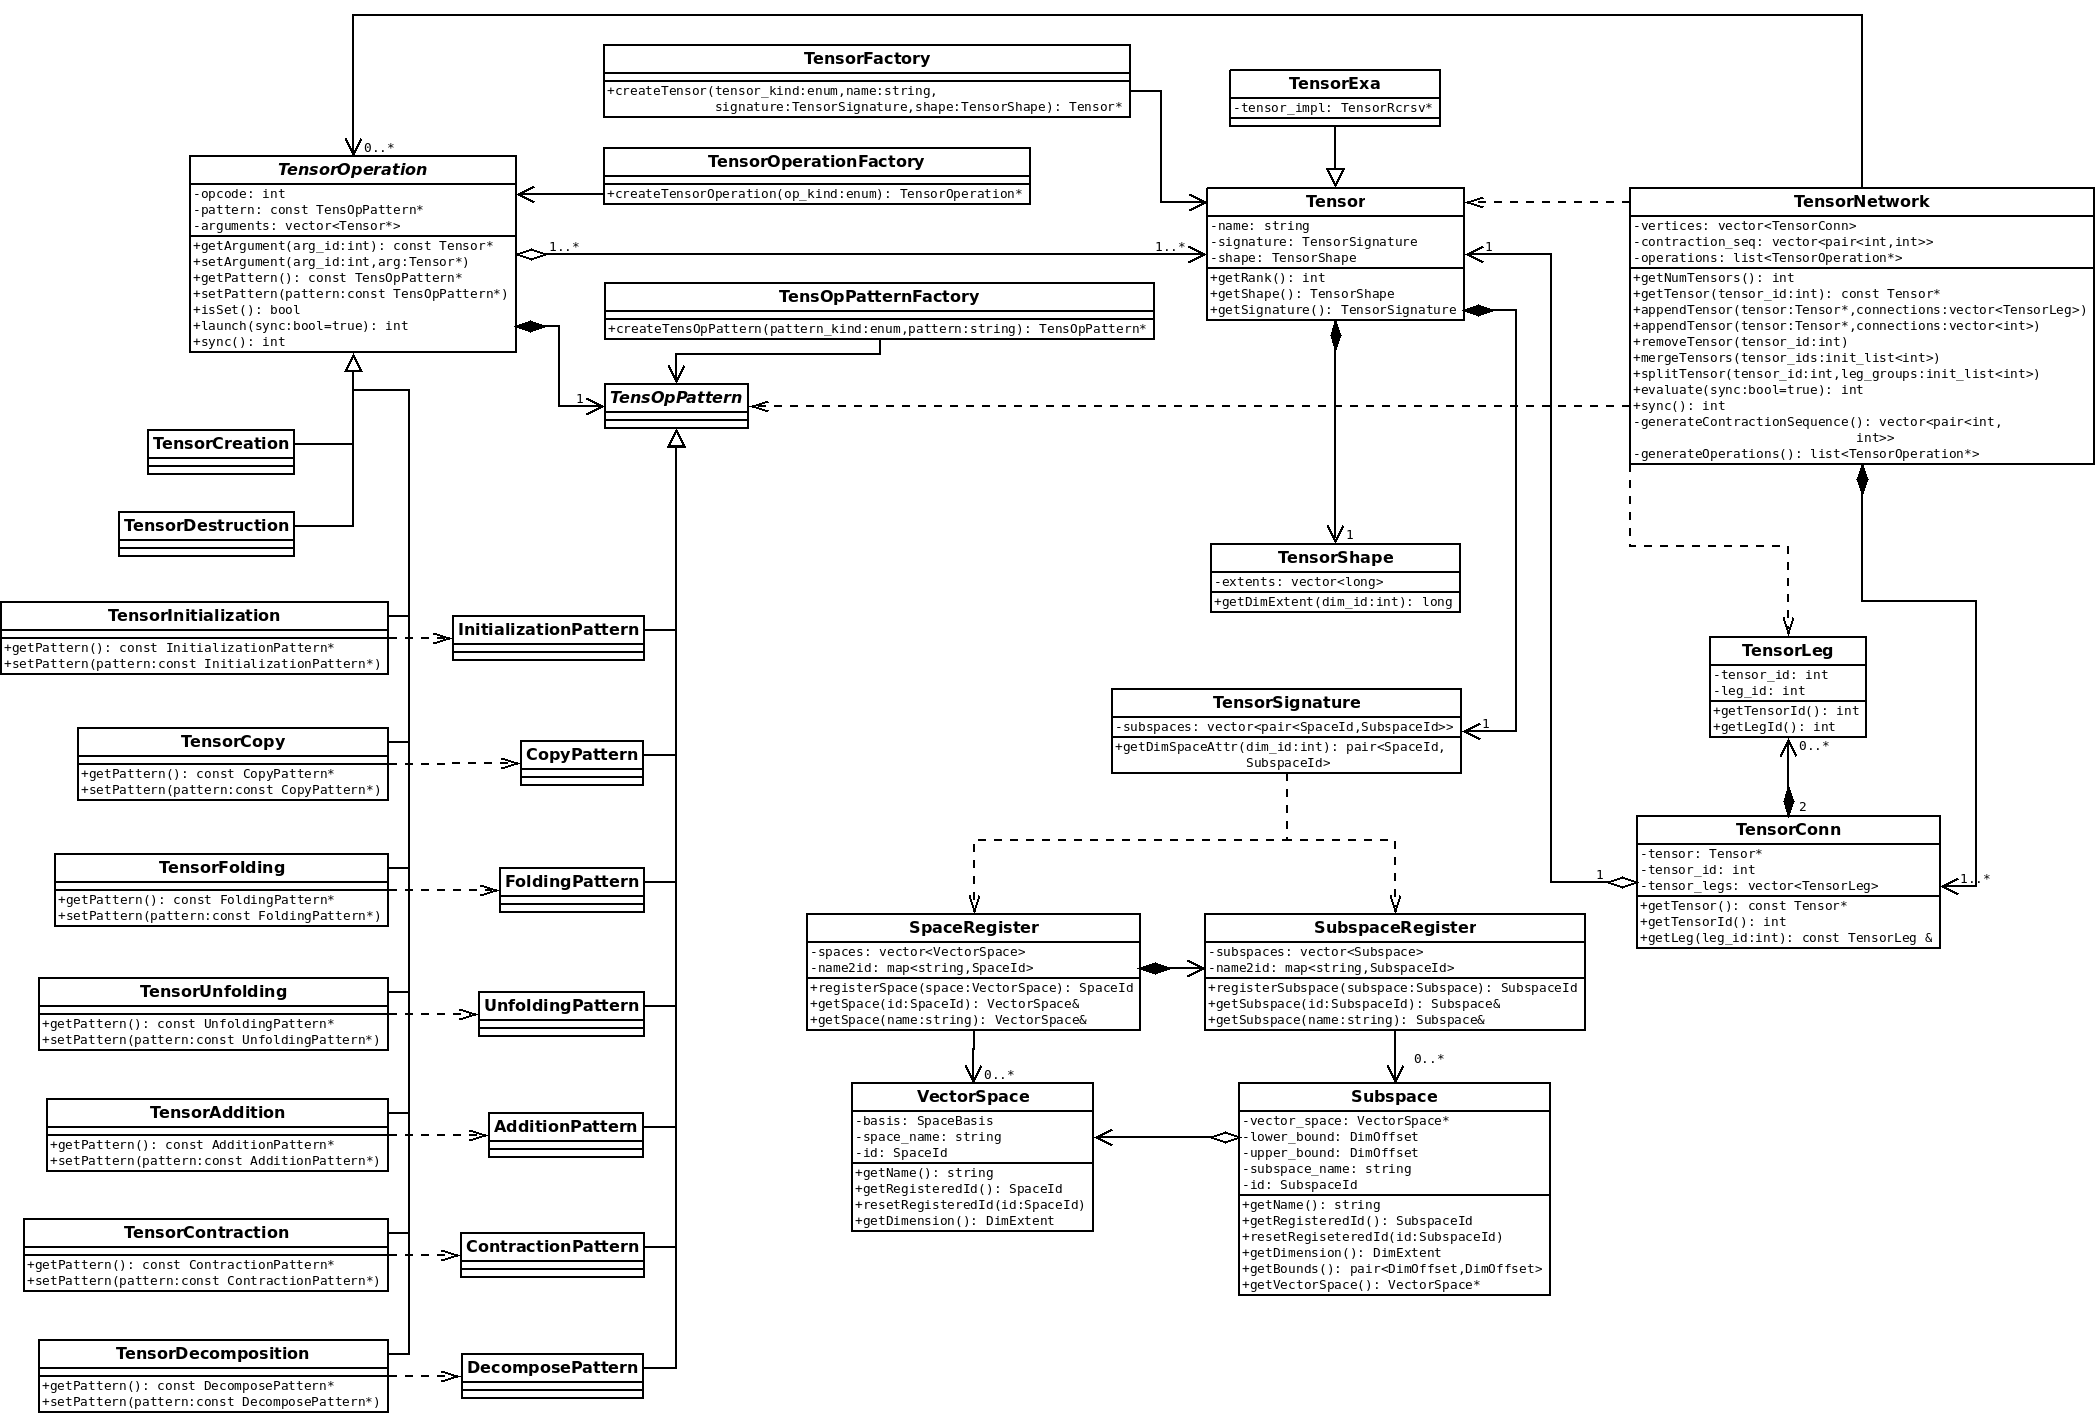 TensorFactory
+createTensor(tensor_kind:enum,name:string,
signature:TensorSignature,shape:TensorShape): Tensor*
TensorExa
-tensor_impl: TensorRcrsv*
0..*
TensorOperation
-opcode: int
-pattern: const TensOpPattern*
-arguments: vector<Tensor*>
+getArgument(arg_id:int): const Tensor*
+setArgument(arg_id:int,arg:Tensor*)
+getPattern(): const TensOpPattern*
+setPattern(pattern:const TensOpPattern*)
+isSet(): bool
+launch(sync:bool=true): int
+sync(): int
TensorOperationFactory
+createTensorOperation(op_kind:enum): TensorOperation*
1..*
1..*
Tensor
-name: string
-signature: TensorSignature
-shape: TensorShape
+getRank(): int
+getShape(): TensorShape
+getSignature(): TensorSignature
1
TensorNetwork
-vertices: vector<TensorConn>
-contraction_seq: vector<pair<int,int>>
-operations: list<TensorOperation*>
+getNumTensors(): int
+getTensor(tensor_id:int): const Tensor*
+appendTensor(tensor:Tensor*,connections:vector<TensorLeg>)
+appendTensor(tensor:Tensor*,connections:vector<int>)
+removeTensor(tensor_id:int)
+mergeTensors(tensor_ids:init_list<int>)
+splitTensor(tensor_id:int,leg_groups:init_list<int>)
+evaluate(sync:bool=true): int
+sync(): int
-generateContractionSequence(): vector<pair<int,
int>>
-generateOperations(): list<TensorOperation*>
TensOpPatternFactory
+createTensOpPattern(pattern_kind:enum,pattern:string): TensOpPattern*
1
TensOpPattern
TensorCreation
TensorDestruction
1
TensorShape
-extents: vector<long>
+getDimExtent(dim_id:int): long
TensorInitialization
+getPattern(): const InitializationPattern*
+setPattern(pattern:const InitializationPattern*)
InitializationPattern
TensorLeg
-tensor_id: int
-leg_id: int
+getTensorId(): int
+getLegId(): int
0..*
2
TensorSignature
-subspaces: vector<pair<SpaceId,SubspaceId>>
+getDimSpaceAttr(dim_id:int): pair<SpaceId,
SubspaceId>
1
TensorCopy
+getPattern(): const CopyPattern*
+setPattern(pattern:const CopyPattern*)
CopyPattern
TensorConn
-tensor: Tensor*
-tensor_id: int
-tensor_legs: vector<TensorLeg>
+getTensor(): const Tensor*
+getTensorId(): int
+getLeg(leg_id:int): const TensorLeg &
1
1..*
TensorFolding
+getPattern(): const FoldingPattern*
+setPattern(pattern:const FoldingPattern*)
FoldingPattern
SpaceRegister
-spaces: vector<VectorSpace>
-name2id: map<string,SpaceId>
+registerSpace(space:VectorSpace): SpaceId
+getSpace(id:SpaceId): VectorSpace&
+getSpace(name:string): VectorSpace&
SubspaceRegister
-subspaces: vector<Subspace>
-name2id: map<string,SubspaceId>
+registerSubspace(subspace:Subspace): SubspaceId
+getSubspace(id:SubspaceId): Subspace&
+getSubspace(name:string): Subspace&
TensorUnfolding
+getPattern(): const UnfoldingPattern*
+setPattern(pattern:const UnfoldingPattern*)
UnfoldingPattern
0..*
0..*
VectorSpace
-basis: SpaceBasis
-space_name: string
-id: SpaceId
+getName(): string
+getRegisteredId(): SpaceId
+resetRegisteredId(id:SpaceId)
+getDimension(): DimExtent
Subspace
-vector_space: VectorSpace*
-lower_bound: DimOffset
-upper_bound: DimOffset
-subspace_name: string
-id: SubspaceId
+getName(): string
+getRegisteredId(): SubspaceId
+resetRegiseteredId(id:SubspaceId)
+getDimension(): DimExtent
+getBounds(): pair<DimOffset,DimOffset>
+getVectorSpace(): VectorSpace*
TensorAddition
+getPattern(): const AdditionPattern*
+setPattern(pattern:const AdditionPattern*)
AdditionPattern
TensorContraction
+getPattern(): const ContractionPattern*
+setPattern(pattern:const ContractionPattern*)
ContractionPattern
TensorDecomposition
+getPattern(): const DecomposePattern*
+setPattern(pattern:const DecomposePattern*)
DecomposePattern